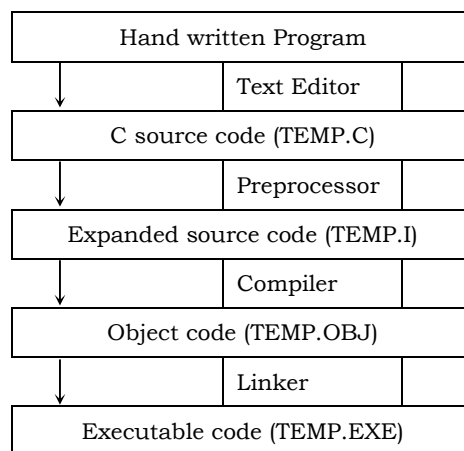 Hand written Program
Text Editor
C source code (TEMP.C)
Preprocessor
Expanded source code (TEMP.I)
Compiler
Object code (TEMP.OBJ)
Linker
Executable code (TEMP.EXE)